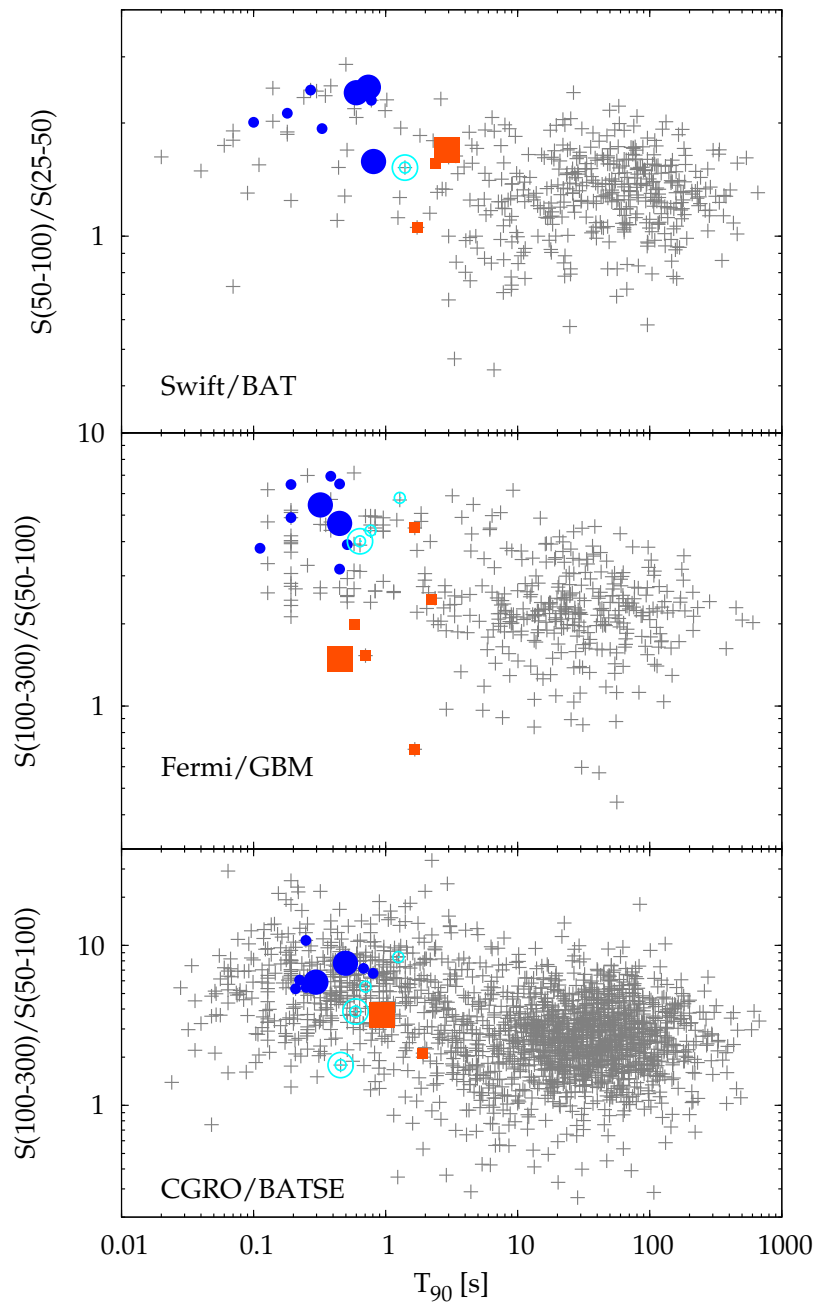 S(50-100) / S(25-50)
1
Swift/BAT
10
S(100-300) / S(50-100)
1
Fermi/GBM
S(100-300) / S(50-100)
10
1
CGRO/BATSE
0.01 0.1 1 10 100 1000
T90 [s]